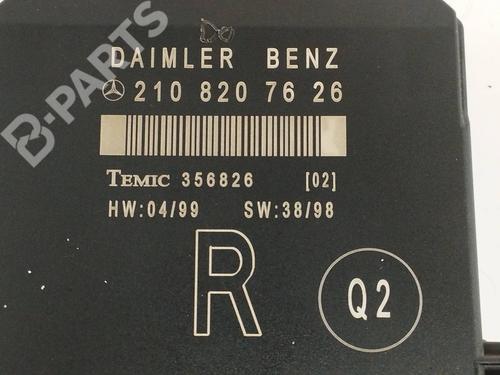 DAIMLER BENZ
210 820 76 26
TEMIC 356826 [02]
HW:04/99 SW:38/98
R
Q2
B-PARTS